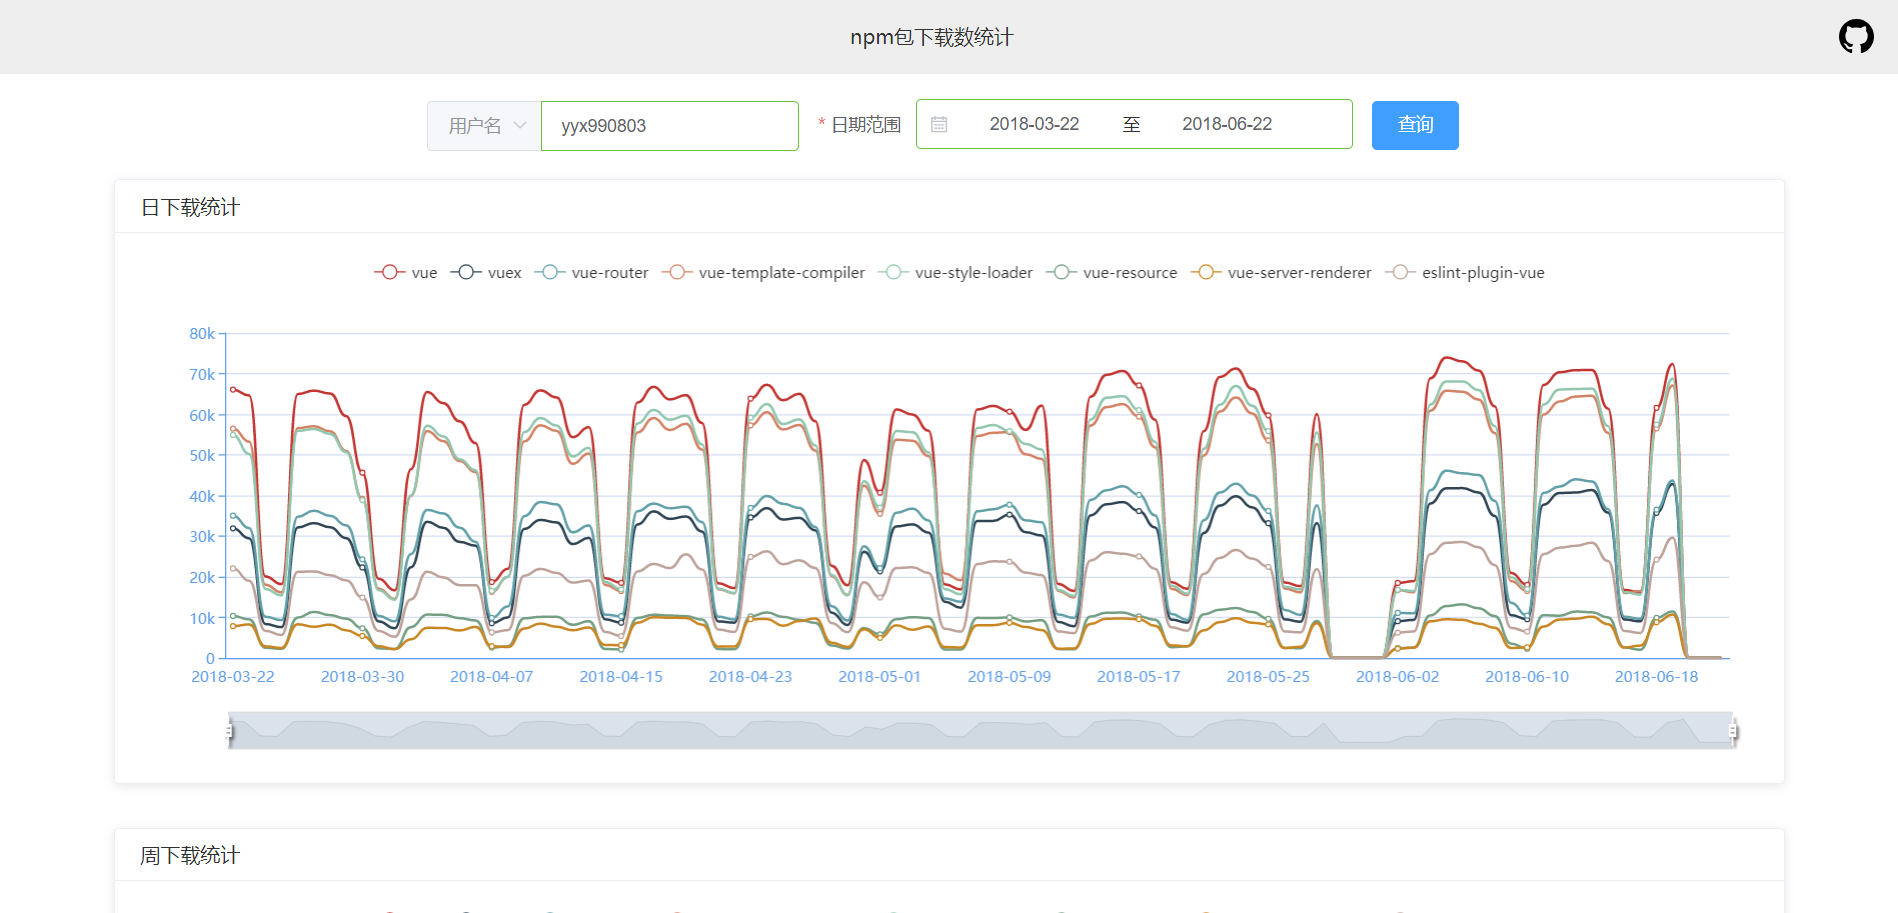 npm包下载数统计
用户名 yyx990803 * 日期范围 2018-03-22 至 2018-06-22 查询
日下载统计
vue vuex vue-router vue-template-compiler vue-style-loader vue-resource vue-server-renderer eslint-plugin-vue
80k
70k
60k
50k
40k
30k
20k
10k
0
2018-03-22 2018-03-30 2018-04-07 2018-04-15 2018-04-23 2018-05-01 2018-05-09 2018-05-17 2018-05-25 2018-06-02 2018-06-10 2018-06-18
周下载统计